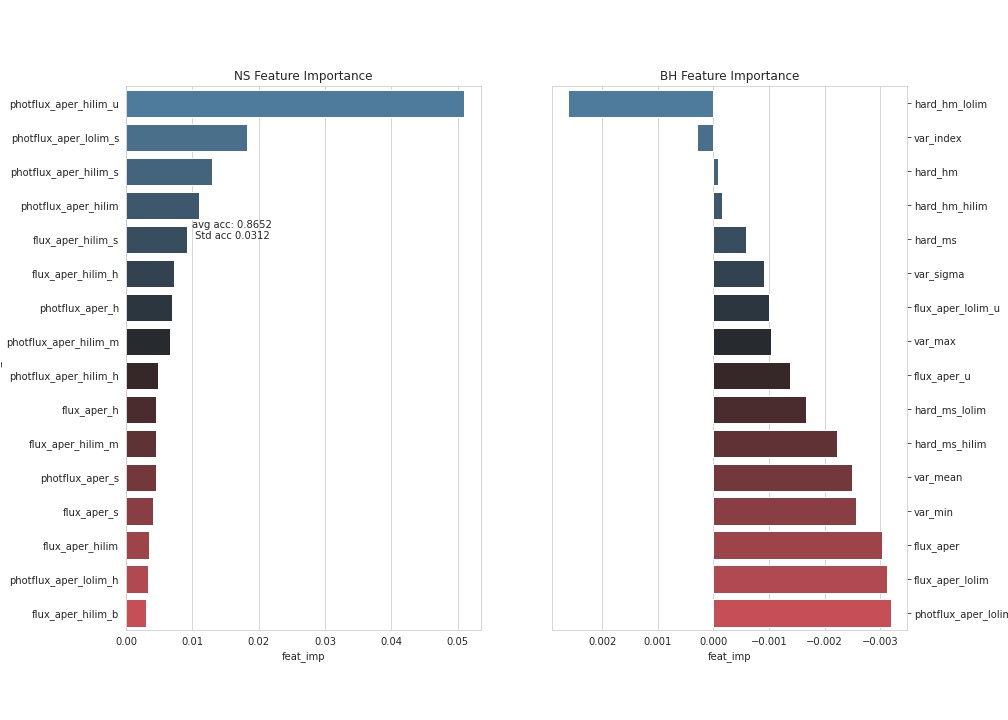 NS Feature Importance
photflux_aper_hilim_u
photflux_aper_lolim_s
photflux_aper_hilim_s
photflux_aper_hilim
flux_aper_hilim_s
flux_aper_hilim_h
photflux_aper_h
photflux_aper_hilim_m
photflux_aper_hilim_h
flux_aper_h
flux_aper_hilim_m
photflux_aper_s
flux_aper_s
flux_aper_hilim
photflux_aper_lolim_h
flux_aper_hilim_b
avg acc: 0.8652
Std acc 0.0312
0.00 0.01 0.02 0.03 0.04 0.05
feat_imp
BH Feature Importance
hard_hm_lolim
var_index
hard_hm
hard_hm_hilim
hard_ms
var_sigma
flux_aper_lolim_u
var_max
flux_aper_u
hard_ms_lolim
hard_ms_hilim
var_mean
var_min
flux_aper
flux_aper_lolim
photflux_aper_lolim
0.002 0.001 0.000 −0.001 −0.002 −0.003
feat_imp